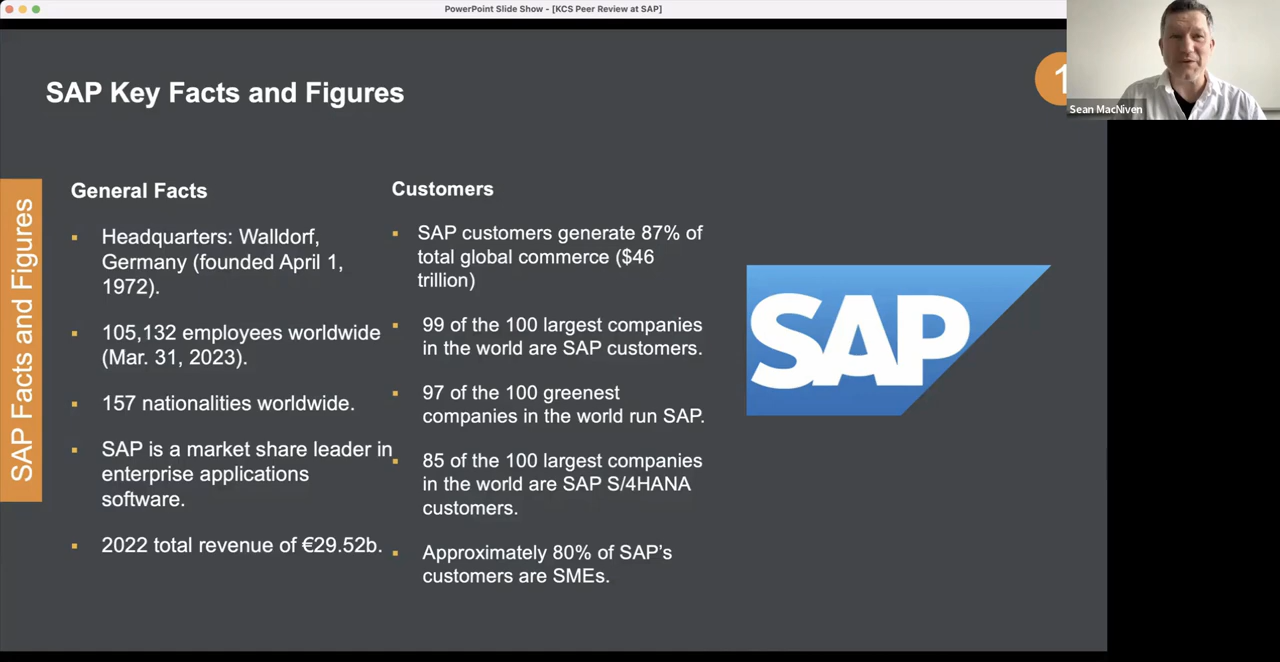 PowerPoint Slide Show - [KCS Peer Review at SAP]
SAP Key Facts and Figures
1
Sean MacNiven
SAP Facts and Figures
General Facts
▪ Headquarters: Walldorf,
Germany (founded April 1,
1972).
▪ 105,132 employees worldwide
(Mar. 31, 2023).
▪ 157 nationalities worldwide.
▪ SAP is a market share leader in
enterprise applications
software.
▪ 2022 total revenue of €29.52b.
Customers
▪ SAP customers generate 87% of
total global commerce ($46
trillion)
▪ 99 of the 100 largest companies
in the world are SAP customers.
▪ 97 of the 100 greenest
companies in the world run SAP.
▪ 85 of the 100 largest companies
in the world are SAP S/4HANA
customers.
▪ Approximately 80% of SAP’s
customers are SMEs.
SAP